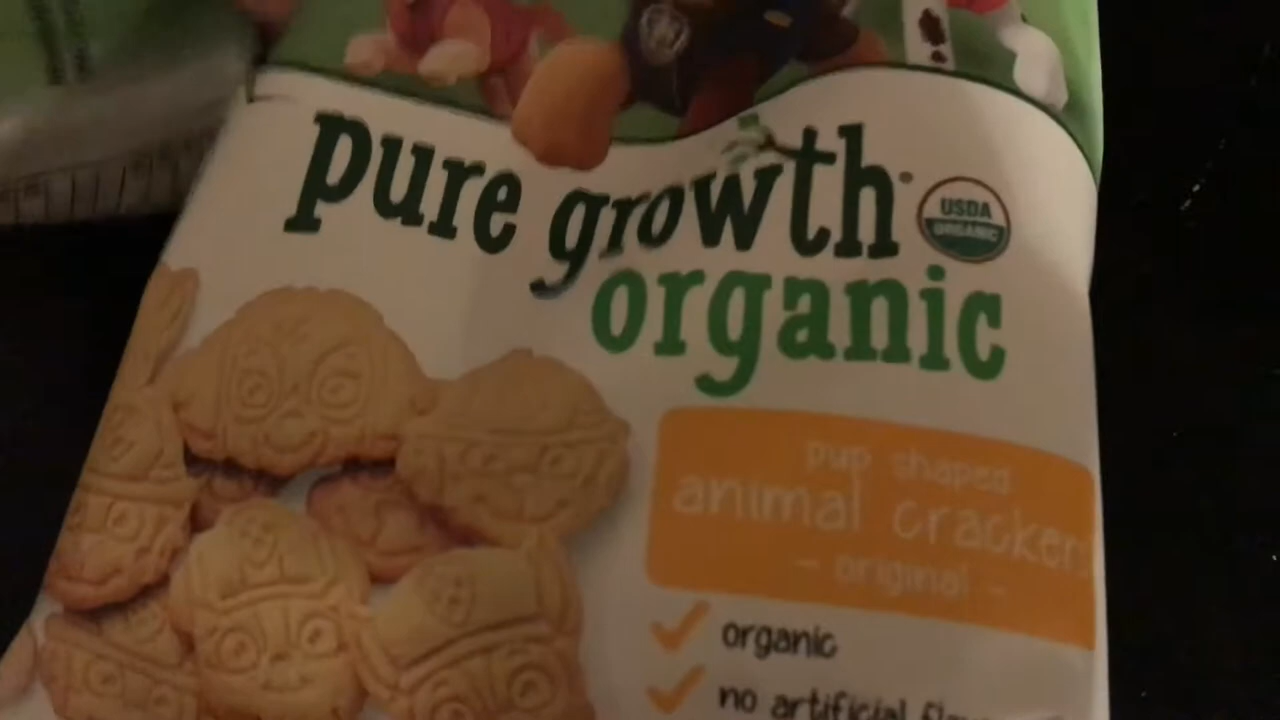 pure growth
organic
USDA
ORGANIC
pup shaped
animal crackers
- original -
organic
no artificial